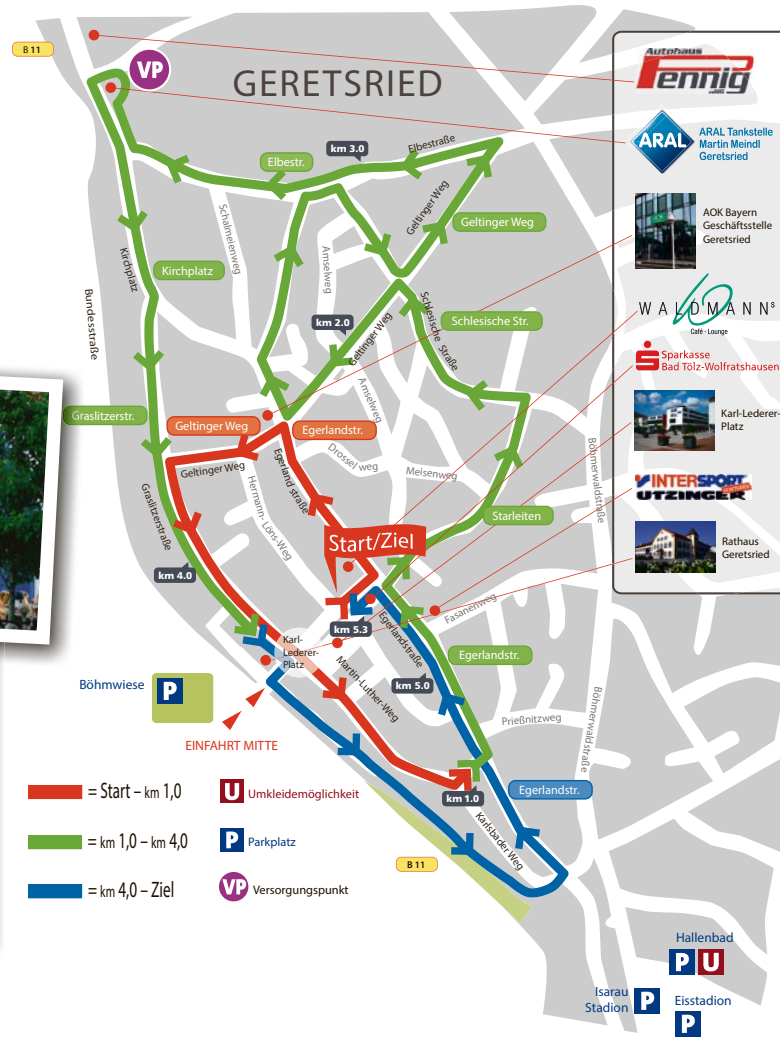 B 11
VP
GERETSRIED
Autohaus
Pennig
ARAL
ARAL Tankstelle
Martin Meindl
Geretsried
AOK Bayern
Geschäftsstelle
Geretsried
WALDMANNs
Café - Lounge
Sparkasse
Bad Tölz-Wolfratshausen
Karl-Lederer-
Platz
INTERSPORT
UTZINGER
Rathaus
Geretsried
km 3.0
Elbestraße
Elbestr.
Geltinger Weg
Geltinger Weg
Schalmeienweg
Amselweg
Kirchplatz
Kirchplatz
Bundesstraße
km 2.0
Geltinger Weg
Schlesische Straße
Schlesische Str.
Amselweg
Graslitzerstr.
Geltinger Weg
Egerlandstr.
Geltinger Weg
Egerland straße
Drosselweg
Meisenweg
Böhmerwaldstraße
Hermann- Löns-Weg
Graslitzerstraße
Starleiten
Start/Ziel
km 4.0
Fasanenweg
km 5.3
Egerlandstraße
Karl-
Lederer-
Platz
Egerlandstr.
Martin-Luther-Weg
km 5.0
Böhmwiese
P
Prießnitzweg
Böhmerwaldstraße
EINFAHRT MITTE
km 1.0
Egerlandstr.
Karlsbader Weg
B 11
= Start – km 1,0
U Umkleidemöglichkeit
= km 1,0 – km 4,0
P Parkplatz
= km 4,0 – Ziel
VP Versorgungspunkt
Hallenbad
P U
Isarau
Stadion
P
Eisstadion
P